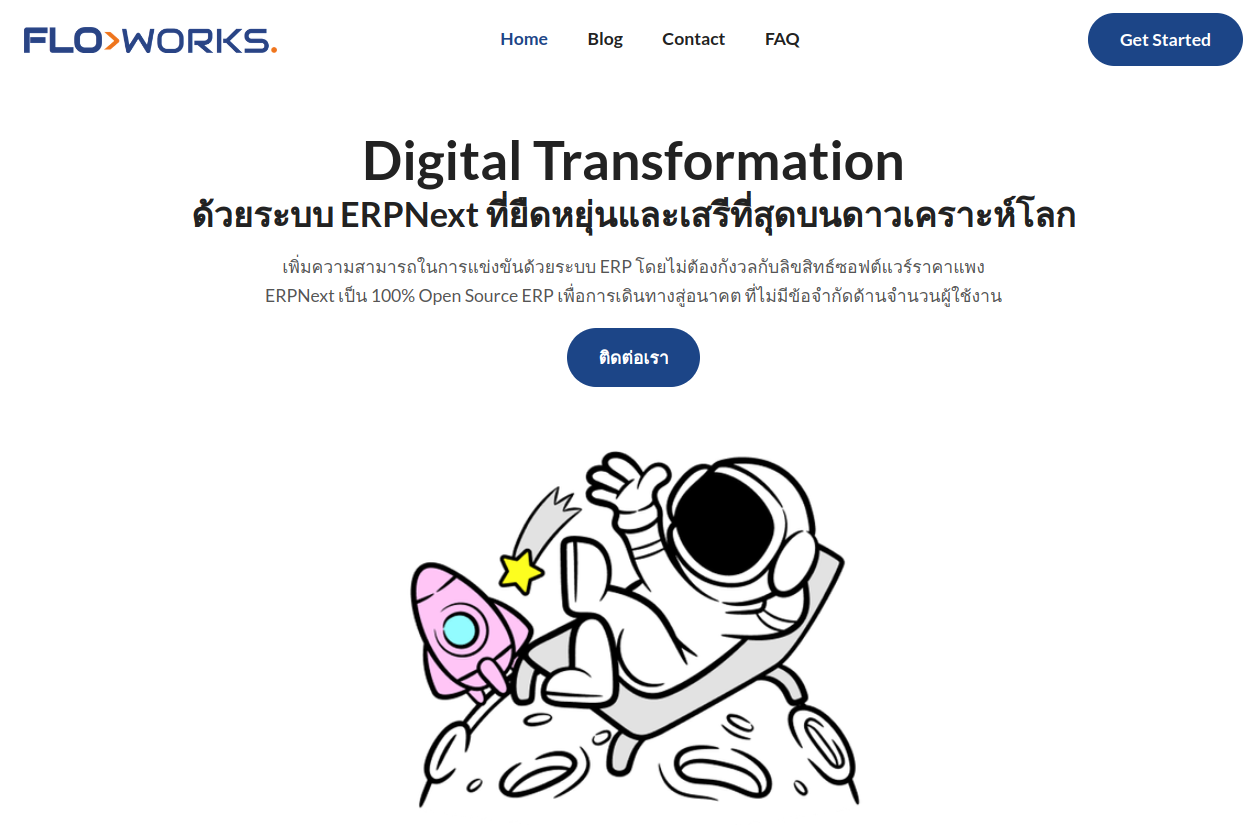 FLO>WORKS.
Home
Blog
Contact
FAQ
Get Started
Digital Transformation
ด้วยระบบ ERPNext ที่ยืดหยุ่นและเสรีที่สุดบนดาวเคราะห์โลก
เพิ่มความสามารถในการแข่งขันด้วยระบบ ERP โดยไม่ต้องกังวลกับลิขสิทธ์ซอฟต์แวร์ราคาแพง
ERPNext เป็น 100% Open Source ERP เพื่อการเดินทางสู่อนาคต ที่ไม่มีข้อจำกัดด้านจำนวนผู้ใช้งาน
ติดต่อเรา